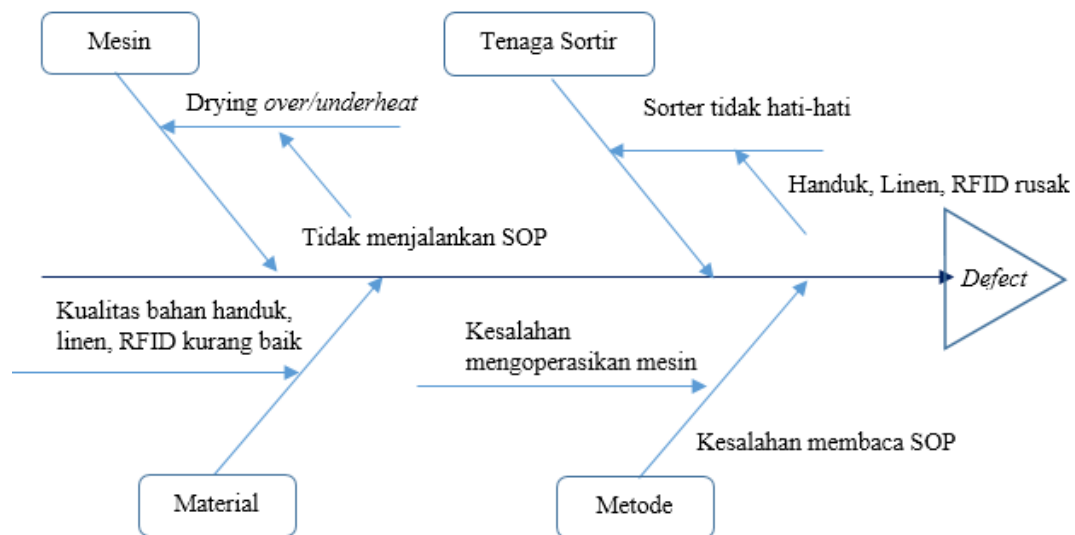 Mesin
Tenaga Sortir
Drying over/underheat
Sorter tidak hati-hati
Handuk, Linen, RFID rusak
Tidak menjalankan SOP
Defect
Kualitas bahan handuk,
linen, RFID kurang baik
Kesalahan
mengoperasikan mesin
Kesalahan membaca SOP
Material
Metode